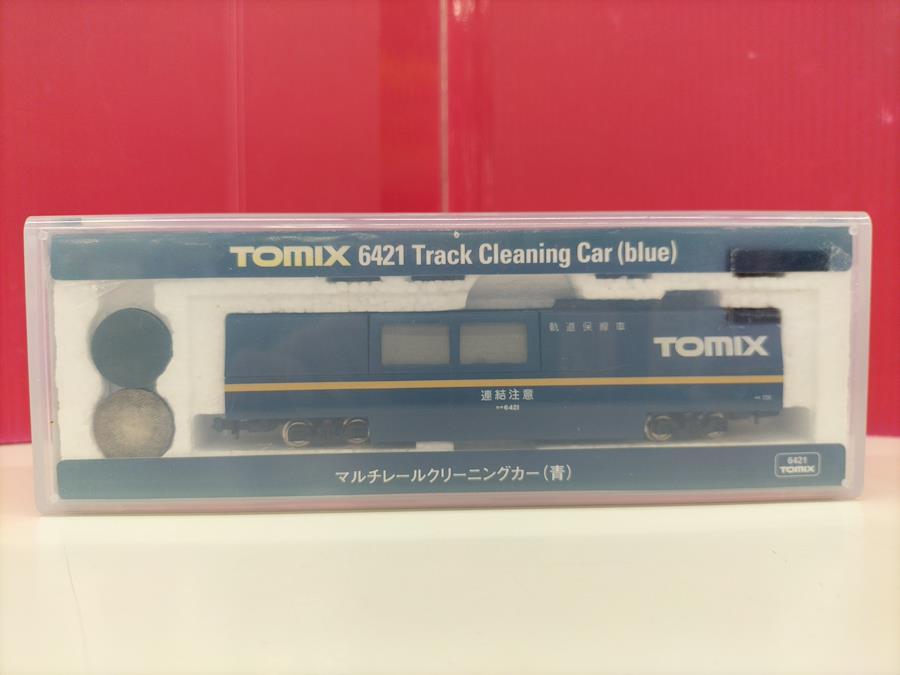 TOMIX 6421 Track Cleaning Car (blue)
軌道保線車
TOMIX
連結注意
6421
マルチレールクリーニングカー(青)
6421
TOMIX